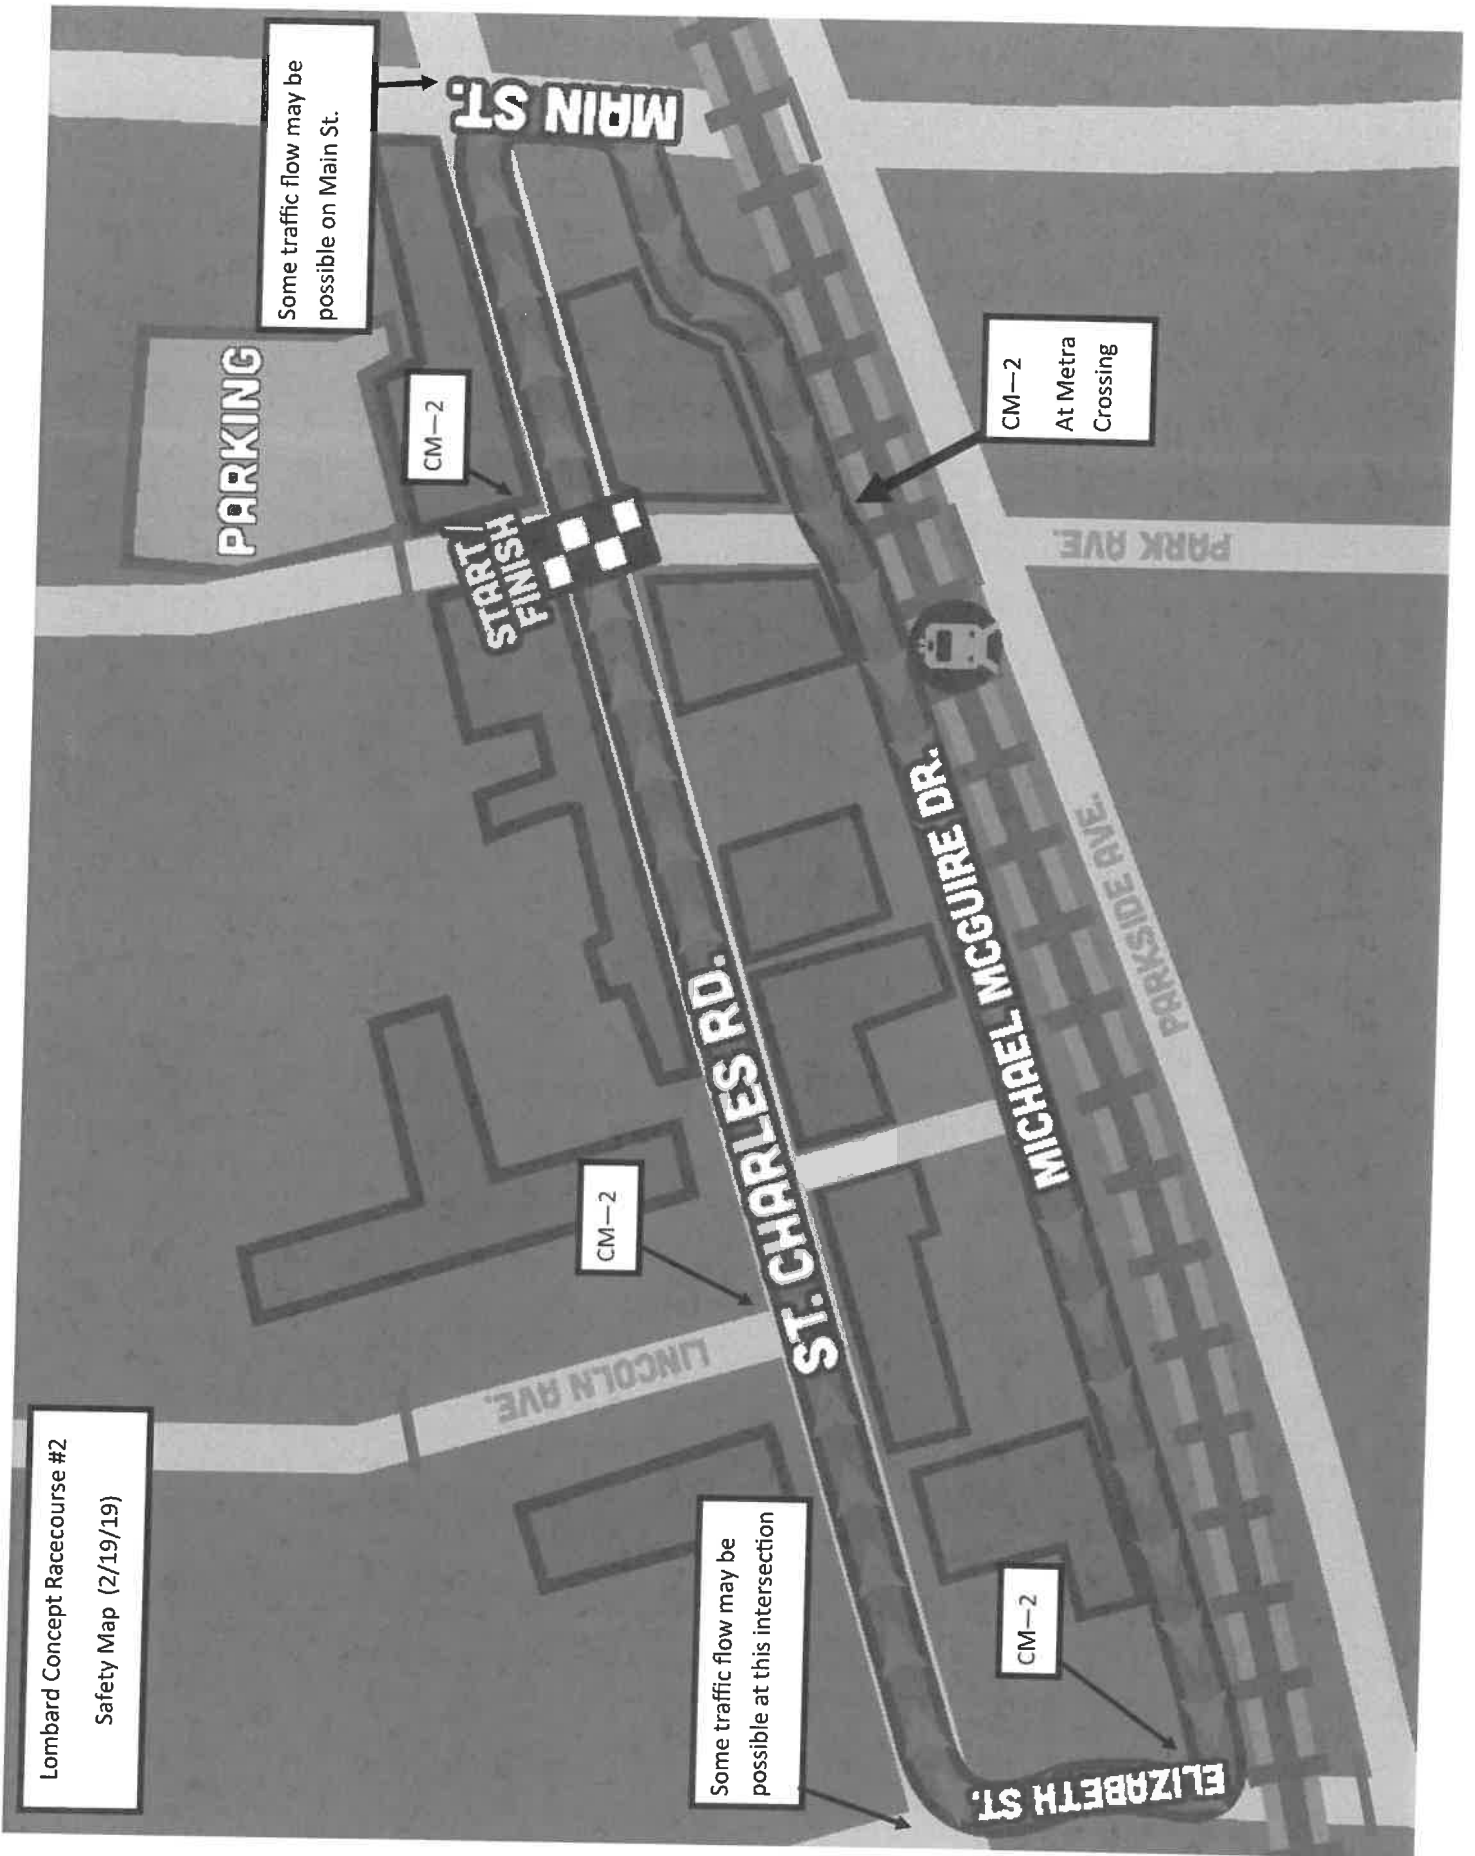 Lombard Concept Racecourse #2
Safety Map (2/19/19)
Some traffic flow may be
possible at this intersection
LINCOLN AVE.
CM—2
PARKING
CM—2
START/
FINISH
Some traffic flow may be
possible on Main St.
MAIN ST.
ST. CHARLES RD.
MICHAEL MCGUIRE DR.
CM—2
ELIZABETH ST.
PARKSIDE AVE.
PARK AVE.
CM—2
At Metra
Crossing